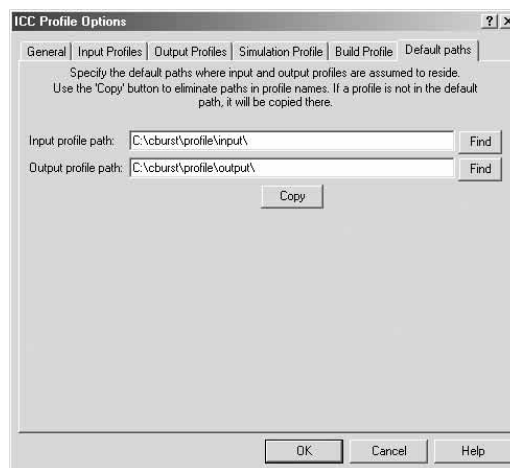 ICC Profile Options
General Input Profiles Output Profiles Simulation Profile Build Profile Default paths
Specify the default paths where input and output profiles are assumed to reside.
Use the 'Copy' button to eliminate paths in profile names. If a profile is not in the default
path, it will be copied there.
Input profile path: C:\cburst\profile\input\ Find
Output profile path: C:\cburst\profile\output\ Find
Copy
OK Cancel Help